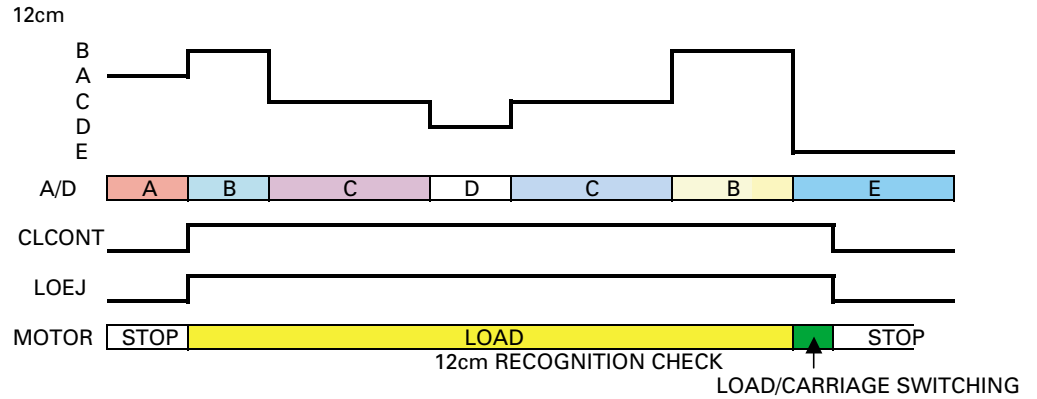 12cm
B
A
C
D
E
A/D A B C D C B E
CLCONT
LOEJ
MOTOR STOP LOAD STOP
12cm RECOGNITION CHECK
LOAD/CARRIAGE SWITCHING